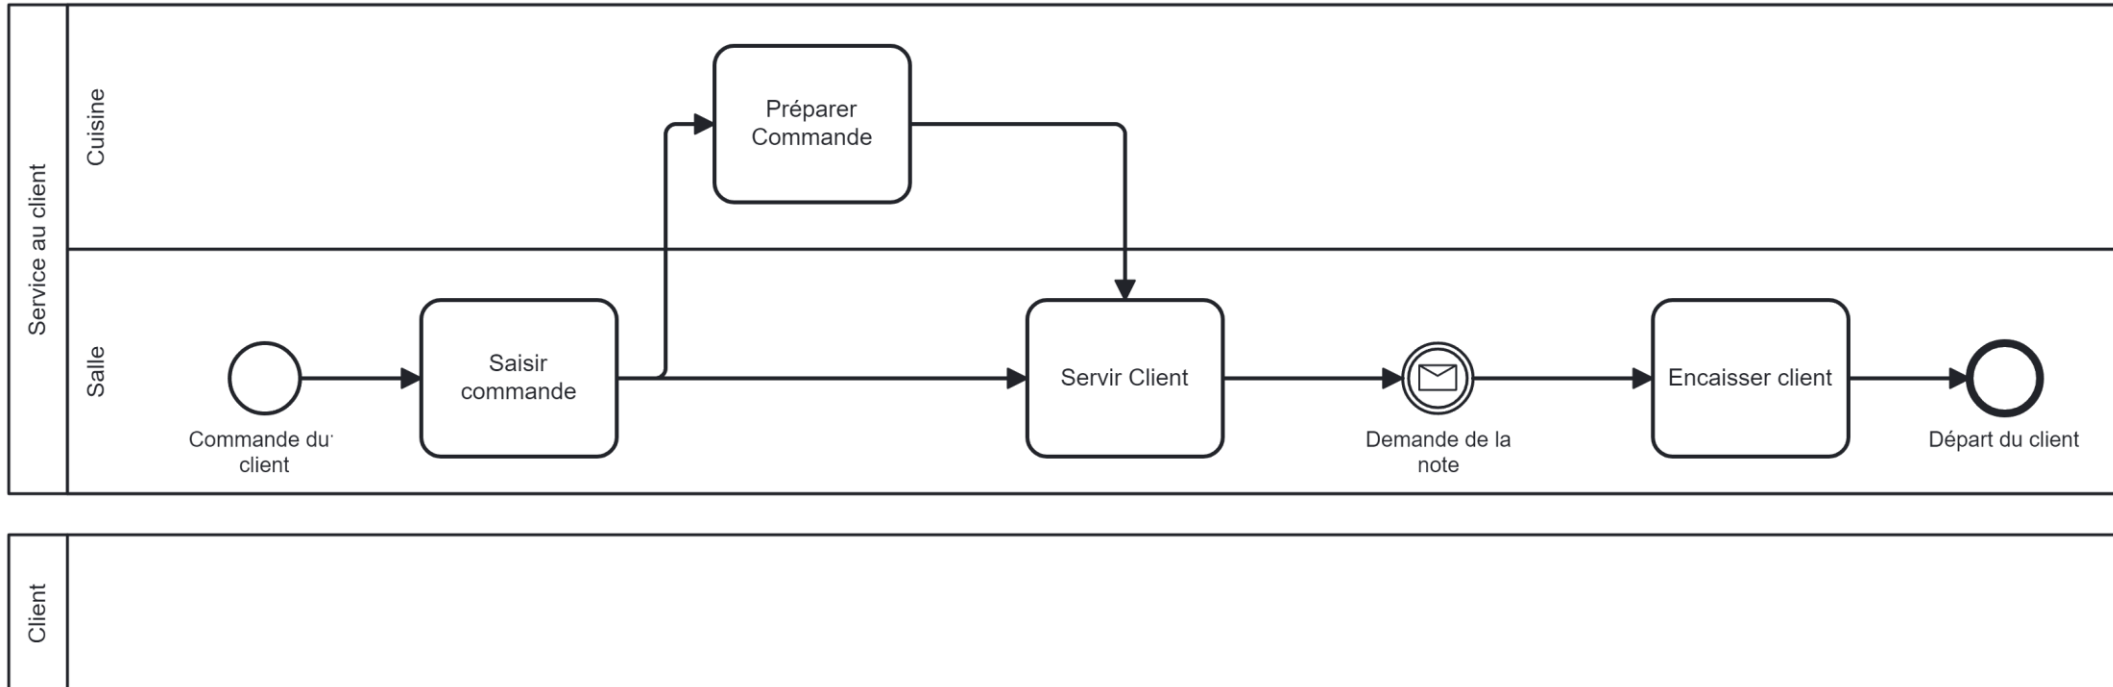 Service au client
Cuisine
Préparer
Commande
Salle
Commande du
client
Saisir
commande
Servir Client
Demande de la
note
Encaisser client
Départ du client
Client